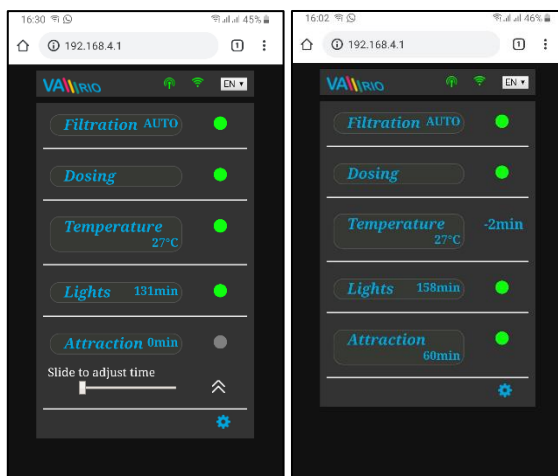 16:30
45%
192.168.4.1
1
VA RIO
EN
Filtration AUTO
Dosing
Temperature
27°C
Lights 131min
Attraction 0min
Slide to adjust time
16:02
46%
192.168.4.1
1
VA RIO
EN
Filtration AUTO
Dosing
Temperature -2min
27°C
Lights 158min
Attraction
60min